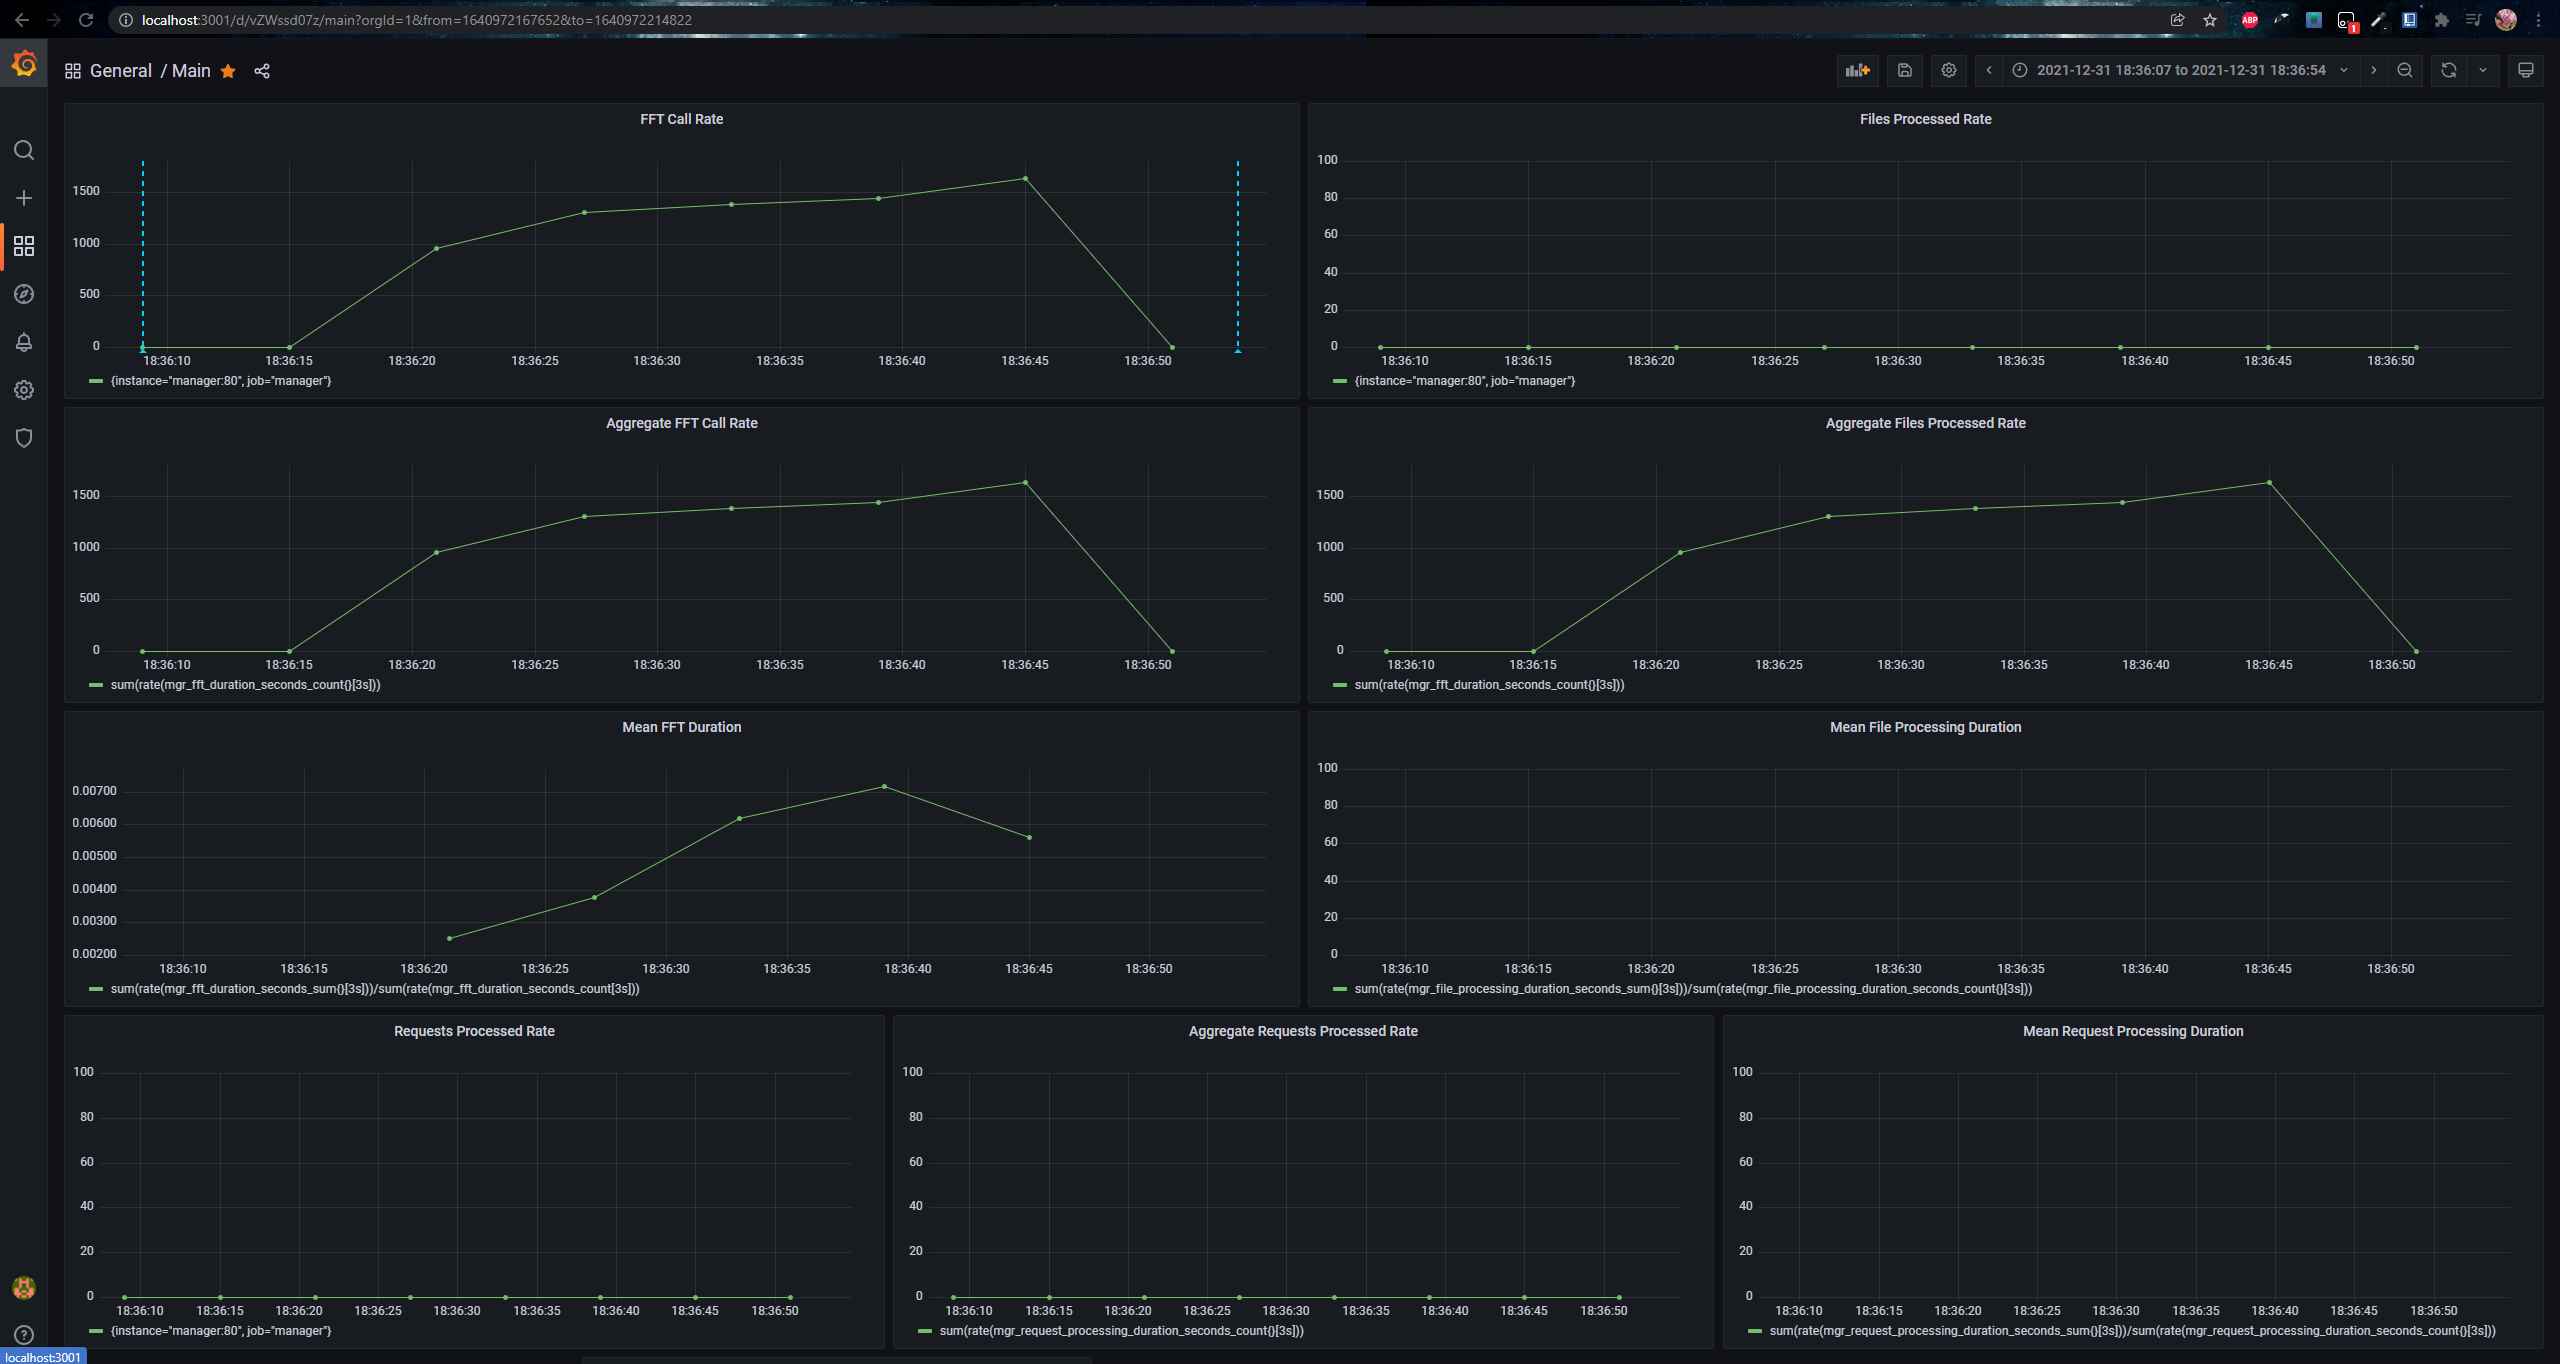 localhost:3001/d/vZWssd07z/main?orgId=1&from=1640972167652&to=1640972214822
ABP
1
General / Main
2021-12-31 18:36:07 to 2021-12-31 18:36:54
FFT Call Rate
1500
1000
500
0
18:36:10 18:36:15 18:36:20 18:36:25 18:36:30 18:36:35 18:36:40 18:36:45 18:36:50
{instance="manager:80", job="manager"}
Files Processed Rate
100
80
60
40
20
0
18:36:10 18:36:15 18:36:20 18:36:25 18:36:30 18:36:35 18:36:40 18:36:45 18:36:50
{instance="manager:80", job="manager"}
Aggregate FFT Call Rate
1500
1000
500
0
18:36:10 18:36:15 18:36:20 18:36:25 18:36:30 18:36:35 18:36:40 18:36:45 18:36:50
sum(rate(mgr_fft_duration_seconds_count{}[3s]))
Aggregate Files Processed Rate
1500
1000
500
0
18:36:10 18:36:15 18:36:20 18:36:25 18:36:30 18:36:35 18:36:40 18:36:45 18:36:50
sum(rate(mgr_fft_duration_seconds_count{}[3s]))
Mean FFT Duration
0.00700
0.00600
0.00500
0.00400
0.00300
0.00200
18:36:10 18:36:15 18:36:20 18:36:25 18:36:30 18:36:35 18:36:40 18:36:45 18:36:50
sum(rate(mgr_fft_duration_seconds_sum{}[3s]))/sum(rate(mgr_fft_duration_seconds_count[3s]))
Mean File Processing Duration
100
80
60
40
20
0
18:36:10 18:36:15 18:36:20 18:36:25 18:36:30 18:36:35 18:36:40 18:36:45 18:36:50
sum(rate(mgr_file_processing_duration_seconds_sum{}[3s]))/sum(rate(mgr_file_processing_duration_seconds_count{}[3s]))
Requests Processed Rate
100
80
60
40
20
0
18:36:10 18:36:15 18:36:20 18:36:25 18:36:30 18:36:35 18:36:40 18:36:45 18:36:50
{instance="manager:80", job="manager"}
Aggregate Requests Processed Rate
100
80
60
40
20
0
18:36:10 18:36:15 18:36:20 18:36:25 18:36:30 18:36:35 18:36:40 18:36:45 18:36:50
sum(rate(mgr_request_processing_duration_seconds_count{}[3s]))
Mean Request Processing Duration
100
80
60
40
20
0
18:36:10 18:36:15 18:36:20 18:36:25 18:36:30 18:36:35 18:36:40 18:36:45 18:36:50
sum(rate(mgr_request_processing_duration_seconds_sum{}[3s]))/sum(rate(mgr_request_processing_duration_seconds_count{}[3s]))
localhost:3001